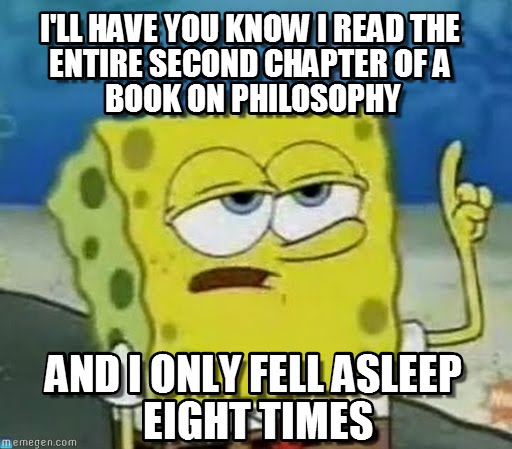 I'LL HAVE YOU KNOW I READ THE
ENTIRE SECOND CHAPTER OF A
BOOK ON PHILOSOPHY
AND I ONLY FELL ASLEEP
EIGHT TIMES
memegen.com